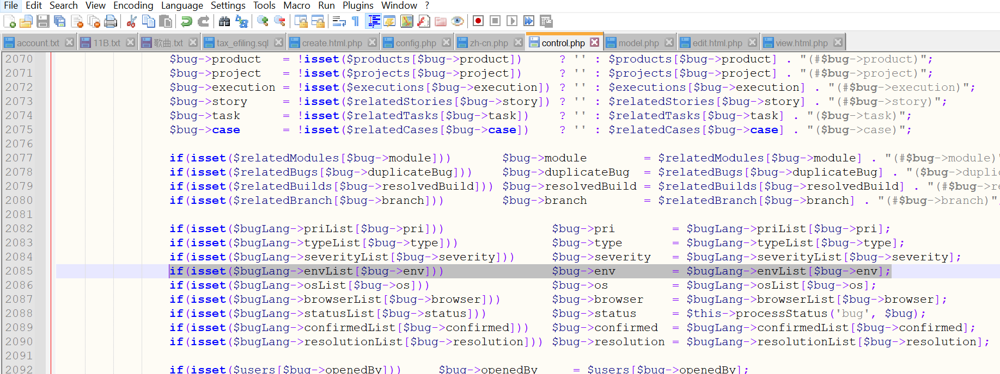 File Edit Search View Encoding Language Settings Tools Macro Run Plugins Window ?
account.txt 11B.txt 歌曲.txt tax_efiling.sql create.html.php config.php zh-cn.php control.php model.php edit.html.php view.html.php
2070 $bug->product = !isset($products[$bug->product]) ? '' : $products[$bug->product] . "(#$bug->product)";
2071 $bug->project = !isset($projects[$bug->project]) ? '' : $projects[$bug->project] . "(#$bug->project)";
2072 $bug->execution = !isset($executions[$bug->execution]) ? '' : $executions[$bug->execution] . "(#$bug->execution)";
2073 $bug->story = !isset($relatedStories[$bug->story]) ? '' : $relatedStories[$bug->story] . "(#$bug->story)";
2074 $bug->task = !isset($relatedTasks[$bug->task]) ? '' : $relatedTasks[$bug->task] . "($bug->task)";
2075 $bug->case = !isset($relatedCases[$bug->case]) ? '' : $relatedCases[$bug->case] . "($bug->case)";
2076
2077 if(isset($relatedModules[$bug->module])) $bug->module = $relatedModules[$bug->module] . "(#$bug->module)"
2078 if(isset($relatedBugs[$bug->duplicateBug])) $bug->duplicateBug = $relatedBugs[$bug->duplicateBug] . "($bug->dupli
2079 if(isset($relatedBuilds[$bug->resolvedBuild])) $bug->resolvedBuild = $relatedBuilds[$bug->resolvedBuild] . "(#$bug->re
2080 if(isset($relatedBranch[$bug->branch])) $bug->branch = $relatedBranch[$bug->branch] . "(#$bug->branch)"
2081
2082 if(isset($bugLang->priList[$bug->pri])) $bug->pri = $bugLang->priList[$bug->pri];
2083 if(isset($bugLang->typeList[$bug->type])) $bug->type = $bugLang->typeList[$bug->type];
2084 if(isset($bugLang->severityList[$bug->severity])) $bug->severity = $bugLang->severityList[$bug->severity];
2085 if(isset($bugLang->envList[$bug->env])) $bug->env = $bugLang->envList[$bug->env];
2086 if(isset($bugLang->osList[$bug->os])) $bug->os = $bugLang->osList[$bug->os];
2087 if(isset($bugLang->browserList[$bug->browser])) $bug->browser = $bugLang->browserList[$bug->browser];
2088 if(isset($bugLang->statusList[$bug->status])) $bug->status = $this->processStatus('bug', $bug);
2089 if(isset($bugLang->confirmedList[$bug->confirmed])) $bug->confirmed = $bugLang->confirmedList[$bug->confirmed];
2090 if(isset($bugLang->resolutionList[$bug->resolution])) $bug->resolution = $bugLang->resolutionList[$bug->resolution];
2091
2092 if(isset($users[$bug->openedBy])) $bug->openedBy = $users[$bug->openedBy];